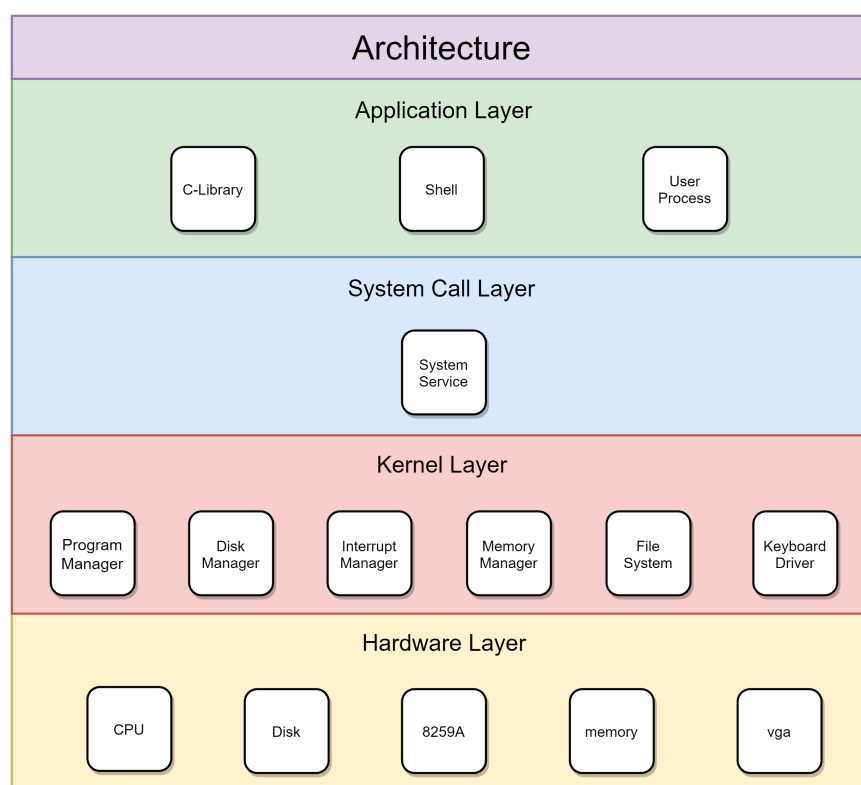 Architecture
Application Layer
C-Library
Shell
User
Process
System Call Layer
System
Service
Kernel Layer
Program
Manager
Disk
Manager
Interrupt
Manager
Memory
Manager
File
System
Keyboard
Driver
Hardware Layer
CPU
Disk
8259A
memory
vga